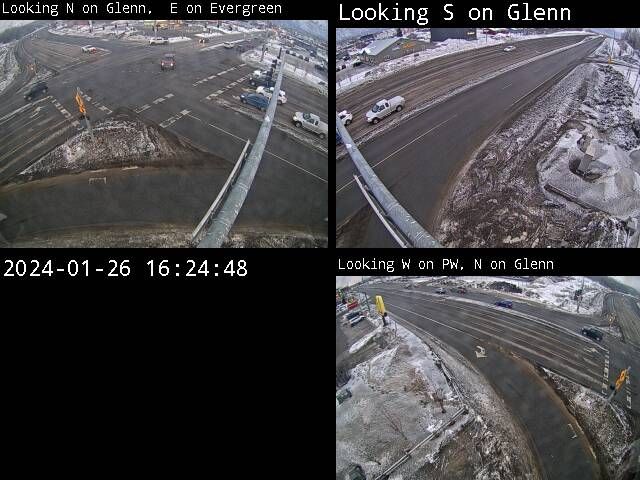 Looking N on Glenn,  E on Evergreen
Looking S on Glenn
2024-01-26 16:24:48
Looking W on PW, N on Glenn